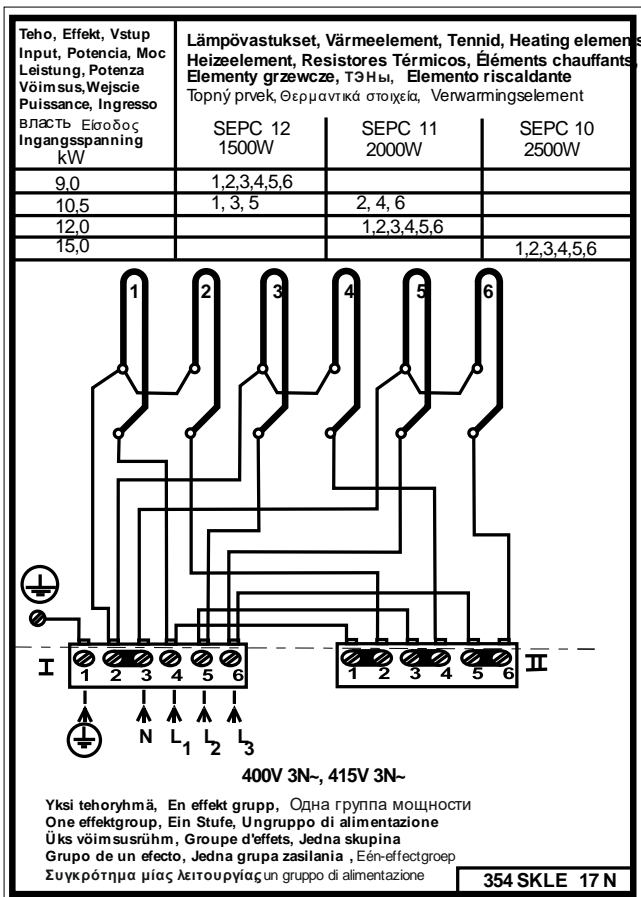 Teho, Effekt, Vstup
Input, Potencia, Moc
Leistung, Potenza
Vöimsus,Wejscie
Puissance, Ingresso
власть Είσοδος
Ingangsspanning
kW
Lämpövastukset, Värmeelement, Tennid, Heating elements
Heizeelement, Resistores Térmicos, Éléments chauffants,
Elementy grzewcze, ТЭНы, Elemento riscaldante
Topný prvek, Θερμαντικά στοιχεία, Verwarmingselement
SEPC 12 SEPC 11 SEPC 10
1500W 2000W 2500W
9,0 1,2,3,4,5,6
10,5 1, 3, 5 2, 4, 6
12,0 1,2,3,4,5,6
15,0 1,2,3,4,5,6
1 2 3 4 5 6
I 1 2 3 4 5 6 1 2 3 4 5 6 II
N L1 L2 L3
400V 3N~, 415V 3N~
Yksi tehoryhmä, En effekt grupp, Одна группа мощности
One effectgroup, Ein Stufe, Ungruppo di alimentazione
Üks vöimsusrühm, Groupe d'effets, Jedna skupina
Grupo de un efecto, Jedna grupa zasilania , Eén-effectgroep
Συγκρότημα μίας λειτουργίας, un gruppo di alimentazione
354 SKLE 17 N